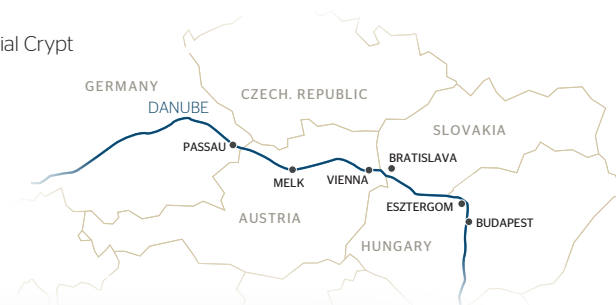 ial Crypt
GERMANY
CZECH. REPUBLIC
DANUBE
SLOVAKIA
PASSAU
BRATISLAVA
MELK
VIENNA
ESZTERGOM
AUSTRIA
BUDAPEST
HUNGARY